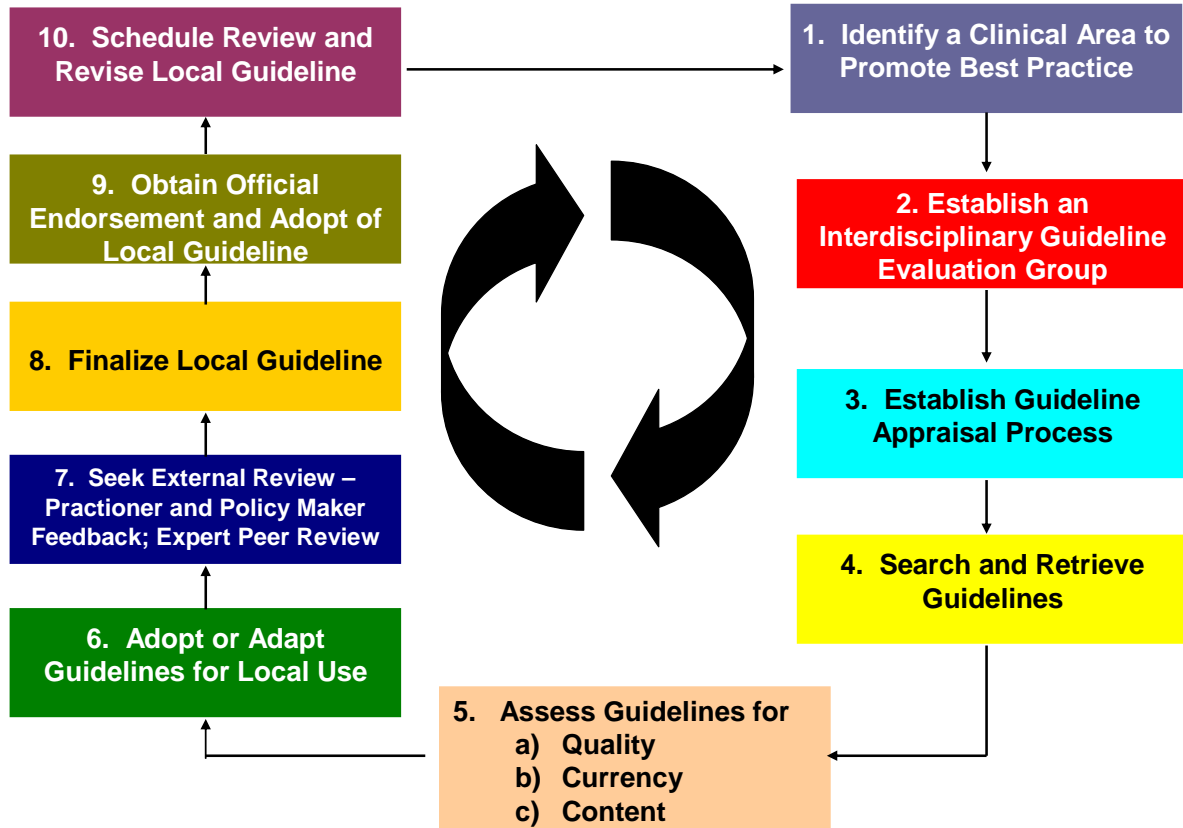 1. Identify a Clinical Area to
Promote Best Practice
2. Establish an
Interdisciplinary Guideline
Evaluation Group
3. Establish Guideline
Appraisal Process
4. Search and Retrieve
Guidelines
5. Assess Guidelines for
a) Quality
b) Currency
c) Content
6. Adopt or Adapt
Guidelines for Local Use
7. Seek External Review –
Practioner and Policy Maker
Feedback; Expert Peer Review
8. Finalize Local Guideline
9. Obtain Official
Endorsement and Adopt of
Local Guideline
10. Schedule Review and
Revise Local Guideline